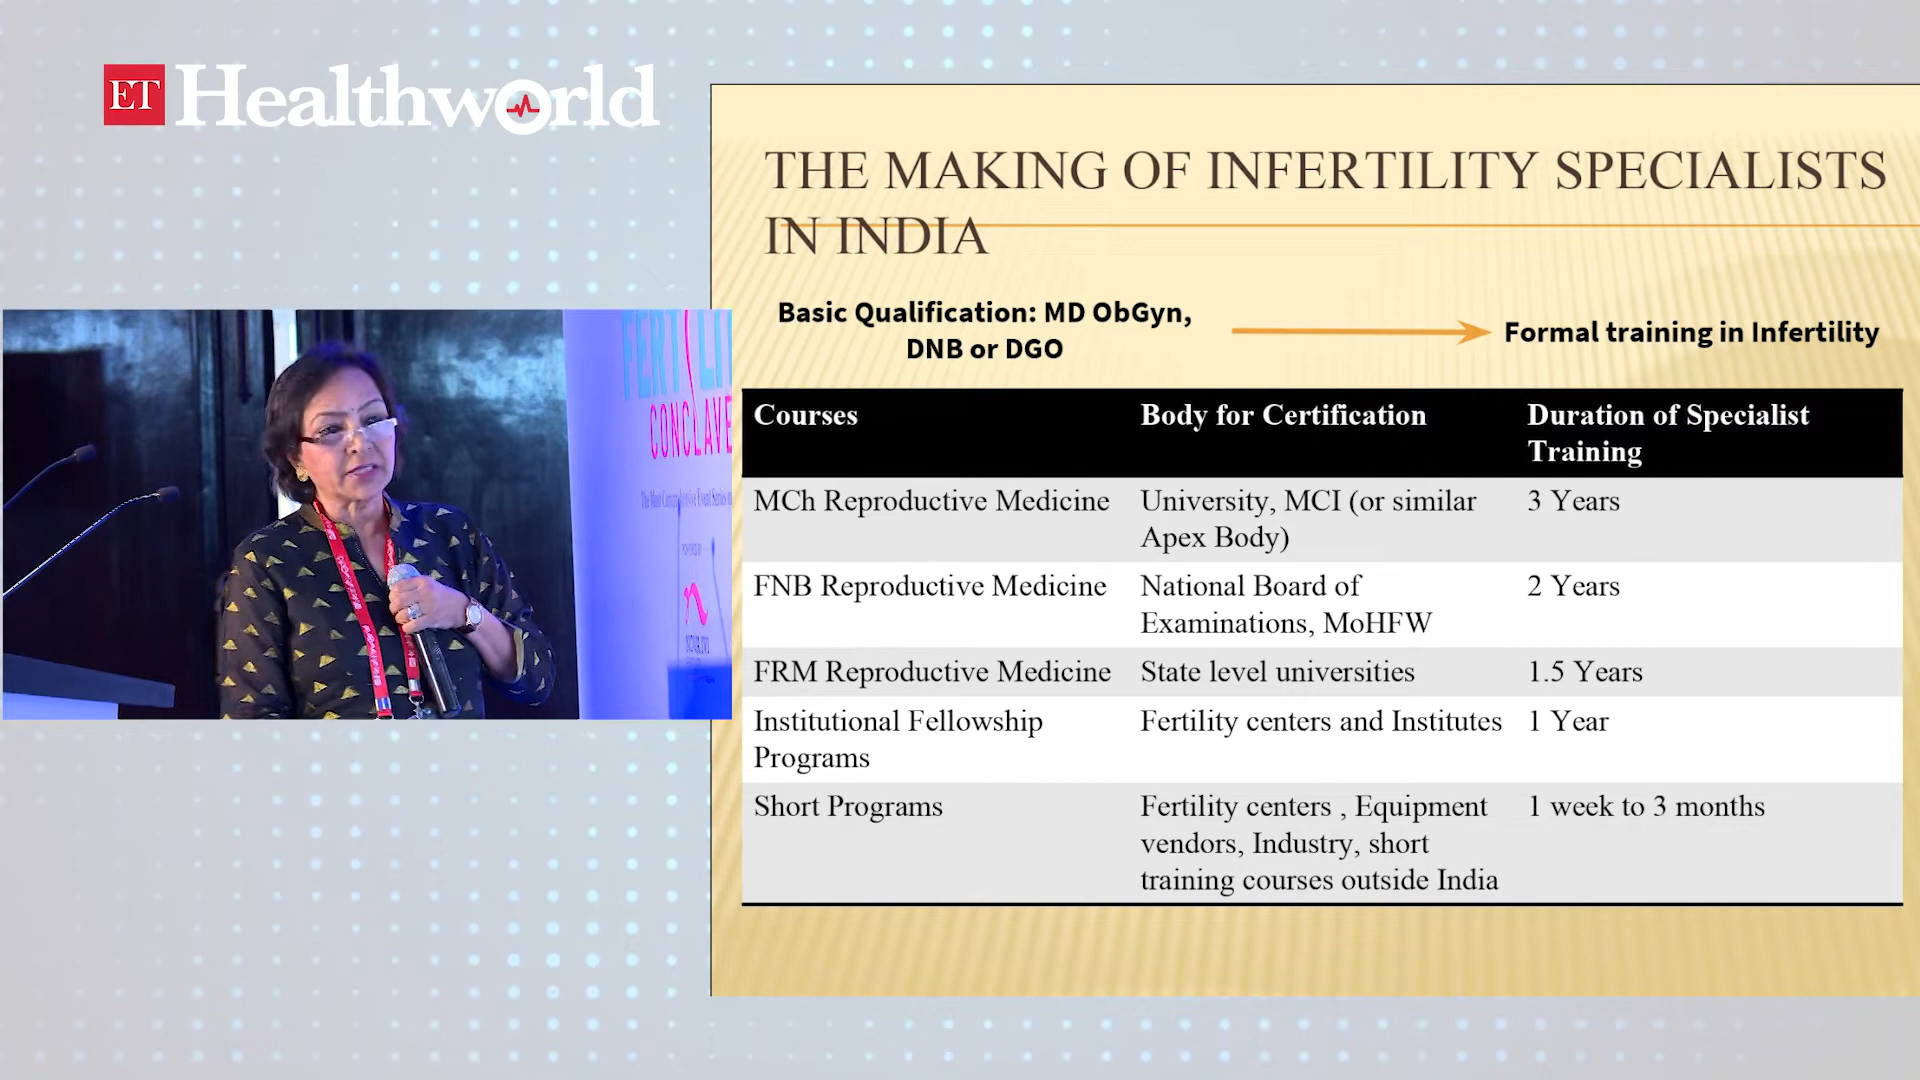 ET Healthworld
THE MAKING OF INFERTILITY SPECIALISTS
IN INDIA
Basic Qualification: MD ObGyn,
DNB or DGO
Formal training in Infertility
Courses
Body for Certification
Duration of Specialist
Training
MCh Reproductive Medicine
University, MCI (or similar
Apex Body)
3 Years
FNB Reproductive Medicine
National Board of
Examinations, MoHFW
2 Years
FRM Reproductive Medicine
State level universities
1.5 Years
Institutional Fellowship
Programs
Fertility centers and Institutes
1 Year
Short Programs
Fertility centers , Equipment
vendors, Industry, short
training courses outside India
1 week to 3 months
CONCLAVE